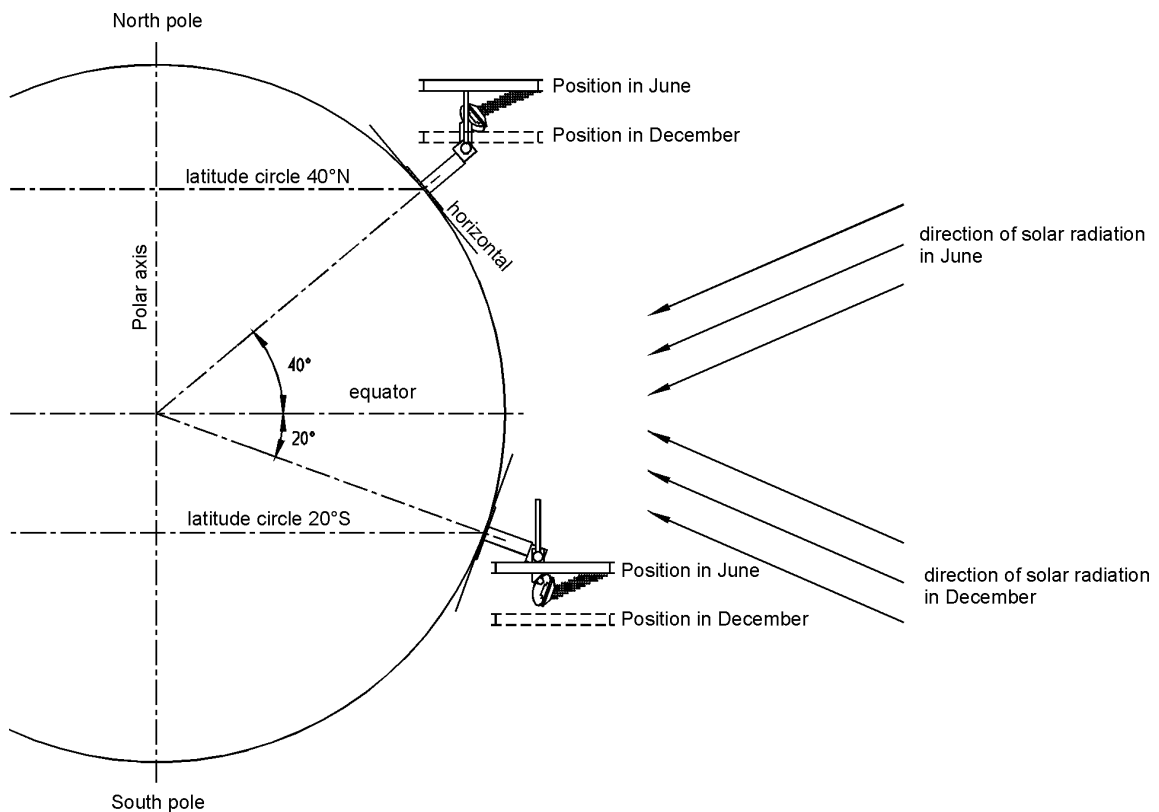 North pole
Position in June
Position in December
latitude circle 40°N
horizontal
direction of solar radiation
in June
Polar axis
40°
equator
20°
latitude circle 20°S
Position in June
direction of solar radiation
in December
Position in December
South pole